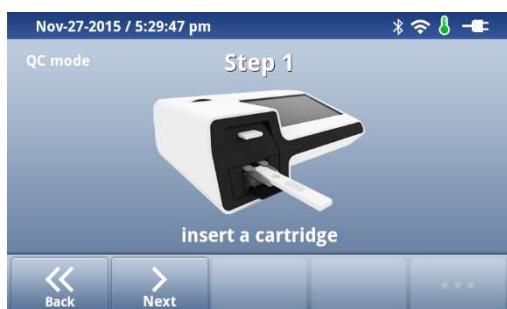 Nov-27-2015 / 5:29:47 pm
QC mode
Step 1
insert a cartridge
Back
Next